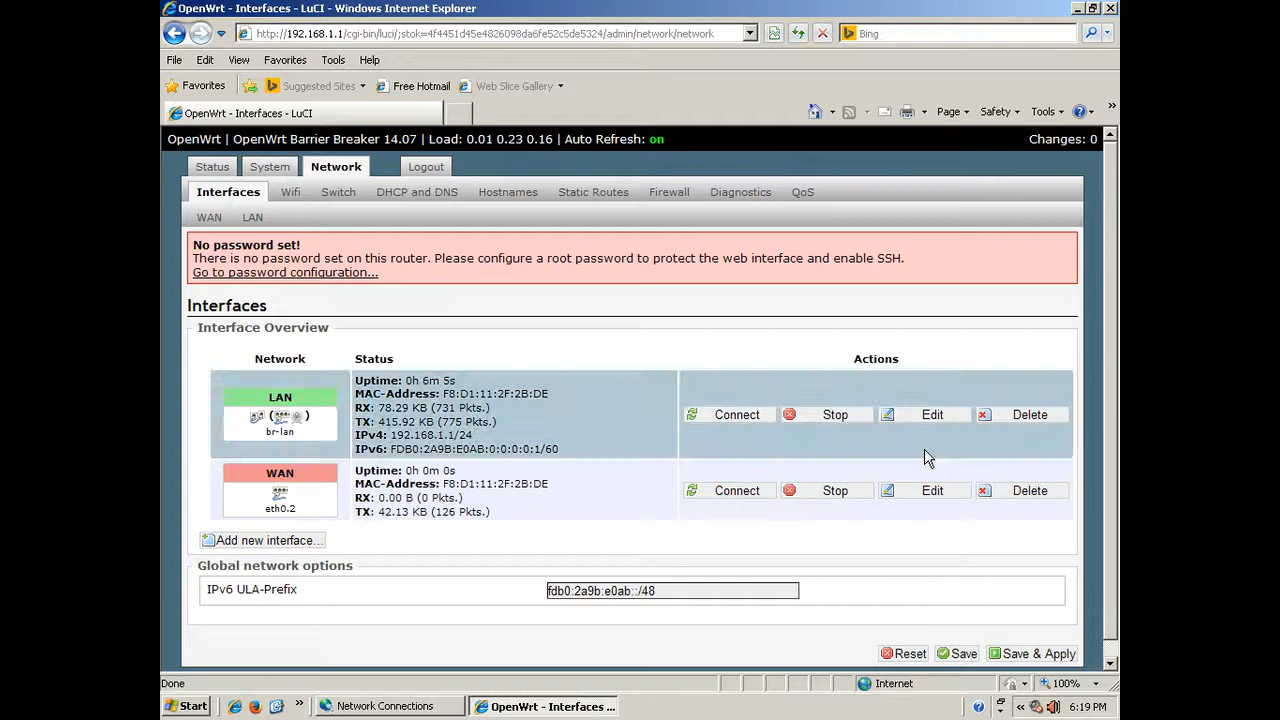 OpenWrt - Interfaces - LuCI - Windows Internet Explorer
http://192.168.1.1/cgi-bin/luci/;stok=4f4451d45e4826098da6fe52c5de5324/admin/network/network
Bing
File Edit View Favorites Tools Help
Favorites Suggested Sites Free Hotmail Web Slice Gallery
OpenWrt - Interfaces - LuCI
Page Safety Tools
OpenWrt | OpenWrt Barrier Breaker 14.07 | Load: 0.01 0.23 0.16 | Auto Refresh: on
Changes: 0
Status System Network Logout
Interfaces Wifi Switch DHCP and DNS Hostnames Static Routes Firewall Diagnostics QoS
WAN LAN
No password set!
There is no password set on this router. Please configure a root password to protect the web interface and enable SSH.
Go to password configuration...
Interfaces
Interface Overview
Network Status Actions
LAN
br-lan
Uptime: 0h 6m 5s
MAC-Address: F8:D1:11:2F:2B:DE
RX: 78.29 KB (731 Pkts.)
TX: 415.92 KB (775 Pkts.)
IPv4: 192.168.1.1/24
IPv6: FDB0:2A9B:E0AB:0:0:0:0:1/60
Connect Stop Edit Delete
WAN
eth0.2
Uptime: 0h 0m 0s
MAC-Address: F8:D1:11:2F:2B:DE
RX: 0.00 B (0 Pkts.)
TX: 42.13 KB (126 Pkts.)
Connect Stop Edit Delete
Add new interface...
Global network options
IPv6 ULA-Prefix fdb0:2a9b:e0ab::/48
Reset Save Save & Apply
Done Internet 100%
Start Network Connections OpenWrt - Interfaces ... 6:19 PM